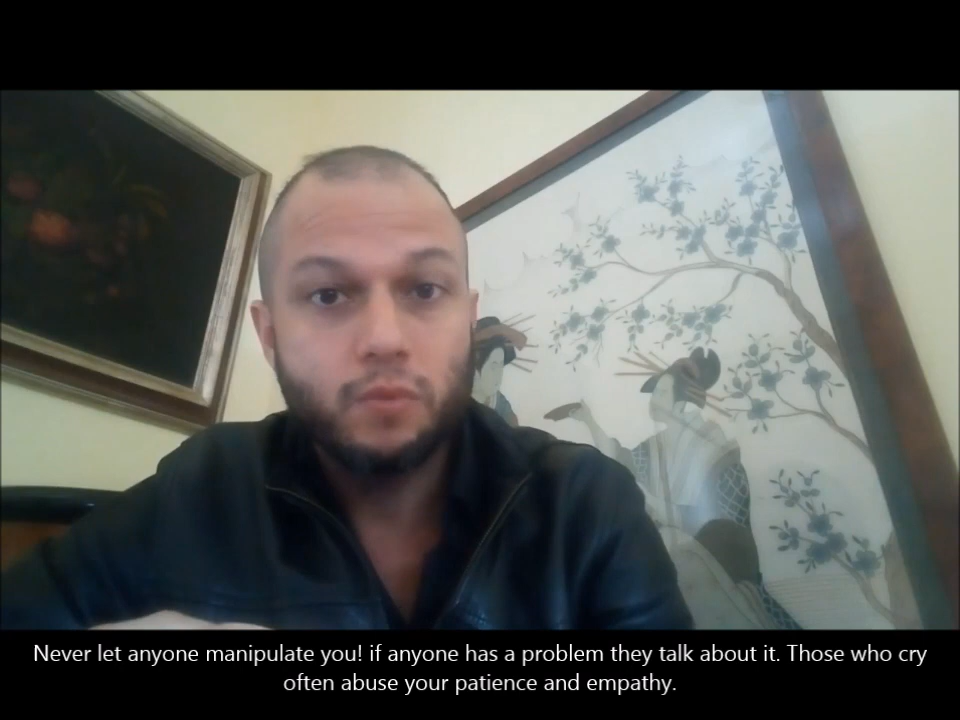 Never let anyone manipulate you! if anyone has a problem they talk about it. Those who cry
often abuse your patience and empathy.